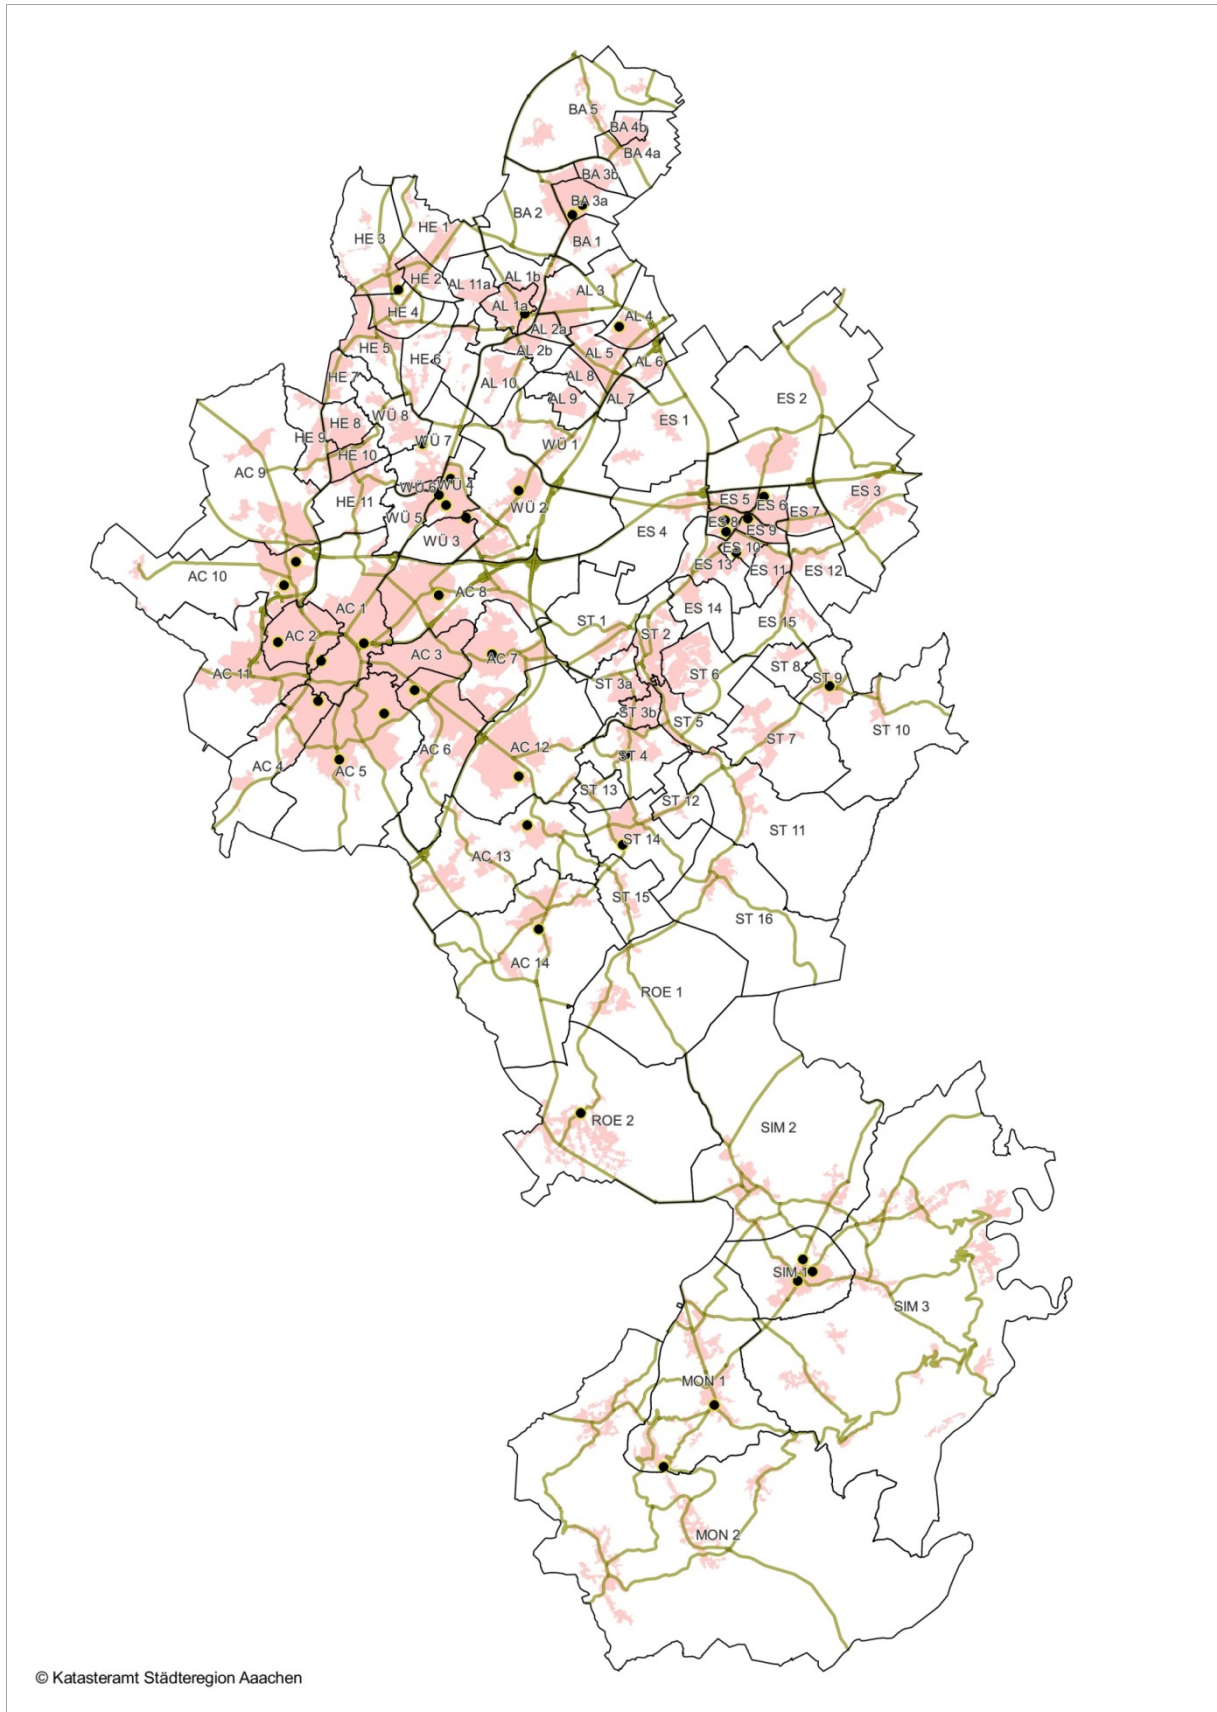 BA 5
BA 4b
BA 4a
BA 3b
BA 3a
BA 2
BA 1
HE 1
HE 3
HE 2
AL 1b
AL 11a
AL 3
AL 1a
HE 4
AL 4
AL 2a
AL 2b
HE 5
HE 6
AL 5
AL 6
AL 8
HE 7
AL 10
AL 9
AL 7
ES 2
WÜ 8
ES 1
HE 8
HE 9
WÜ 7
WÜ 1
HE 10
AC 9
WÜ 6
WÜ 4
ES 3
HE 11
ES 5
ES 6
WÜ 2
ES 7
WÜ 5
ES 8
ES 9
ES 4
WÜ 3
ES 10
ES 13
ES 11
ES 12
AC 10
AC 8
AC 1
ES 14
ST 1
ES 15
AC 2
ST 2
AC 3
AC 7
ST 8
AC 11
ST 6
ST 9
ST 3a
ST 3b
ST 5
ST 10
ST 7
AC 6
AC 12
ST 4
AC 4
AC 5
ST 13
ST 12
ST 11
ST 14
AC 13
ST 15
ST 16
AC 14
ROE 1
ROE 2
SIM 2
SIM 1
SIM 3
MON 1
MON 2
© Katasteramt Städteregion Aaachen